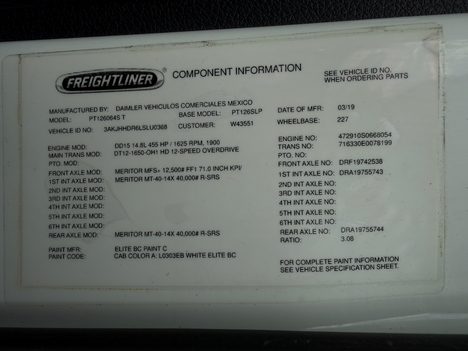 FREIGHTLINER
COMPONENT INFORMATION
SEE VEHICLE ID NO.
WHEN ORDERING PARTS
MANUFACTURED BY: DAIMLER VEHICULOS COMERCIALES MEXICO DATE OF MFR: 03/19
MODEL: PT126064S T BASE MODEL: PT126SLP WHEELBASE: 227
VEHICLE ID NO: 3AKJHHDR6LSLU0368 CUSTOMER: W43551
ENGINE MOD: DD15 14.8L 455 HP / 1625 RPM, 1900 ENGINE NO: 472910S0668054
MAIN TRANS MOD: DT12-1650-OH1 HD 12-SPEED OVERDRIVE TRANS NO: 716330E0078199
PTO. MOD: PTO. NO:
FRONT AXLE MOD: MERITOR MFS+ 12,500# FF1 71.0 INCH KPI/ FRONT AXLE NO: DRF19742538
1ST INT AXLE MOD: MERITOR MT-40-14X 40,000# R-SRS 1ST INT AXLE NO: DRA19755743
2ND INT AXLE MOD: 2ND INT AXLE NO:
3RD INT AXLE MOD: 3RD INT AXLE NO:
4TH INT AXLE MOD: 4TH INT AXLE NO:
5TH INT AXLE MOD: 5TH INT AXLE NO:
6TH INT AXLE MOD: 6TH INT AXLE NO:
REAR AXLE MOD: MERITOR MT-40-14X 40,000# R-SRS REAR AXLE NO: DRA19755744
RATIO: 3.08
PAINT MFR: ELITE BC PAINT C
PAINT CODE: CAB COLOR A: L0303EB WHITE ELITE BC
FOR COMPLETE PAINT INFORMATION
SEE VEHICLE SPECIFICATION SHEET.